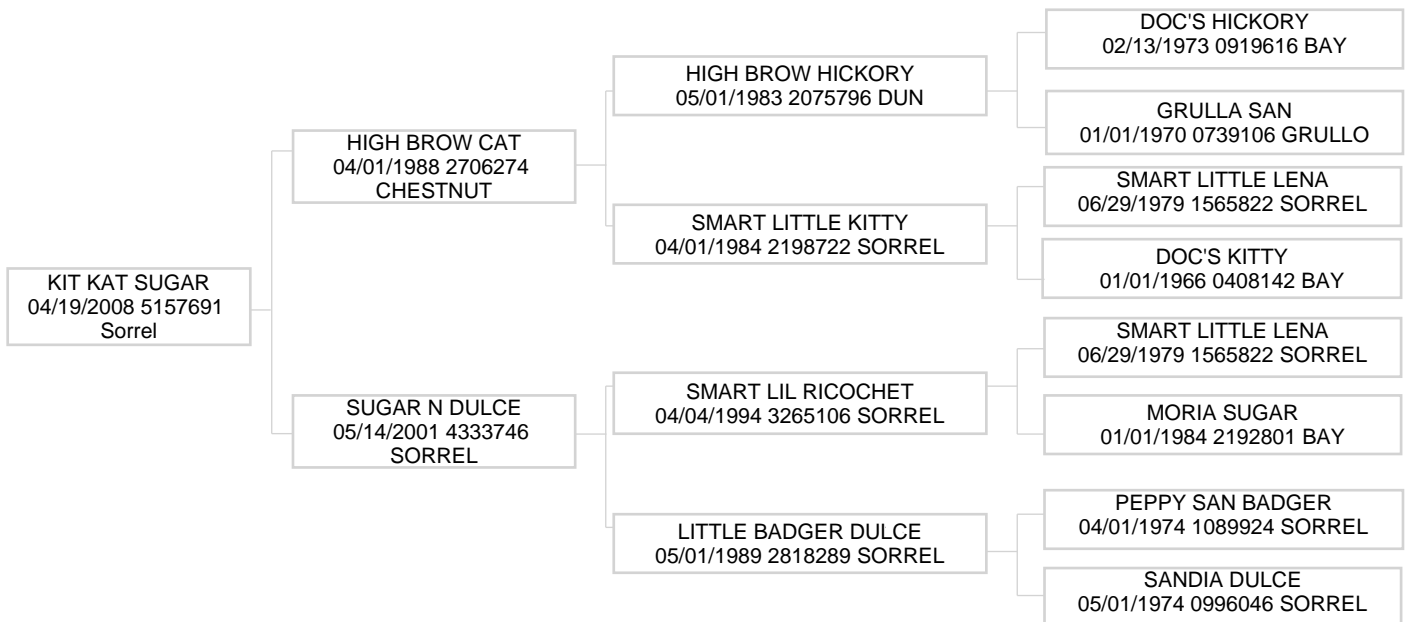 KIT KAT SUGAR
04/19/2008 5157691
Sorrel
HIGH BROW CAT
04/01/1988 2706274
CHESTNUT
SUGAR N DULCE
05/14/2001 4333746
SORREL
HIGH BROW HICKORY
05/01/1983 2075796 DUN
SMART LITTLE KITTY
04/01/1984 2198722 SORREL
SMART LIL RICOCHET
04/04/1994 3265106 SORREL
LITTLE BADGER DULCE
05/01/1989 2818289 SORREL
DOC'S HICKORY
02/13/1973 0919616 BAY
GRULLA SAN
01/01/1970 0739106 GRULLO
SMART LITTLE LENA
06/29/1979 1565822 SORREL
DOC'S KITTY
01/01/1966 0408142 BAY
SMART LITTLE LENA
06/29/1979 1565822 SORREL
MORIA SUGAR
01/01/1984 2192801 BAY
PEPPY SAN BADGER
04/01/1974 1089924 SORREL
SANDIA DULCE
05/01/1974 0996046 SORREL